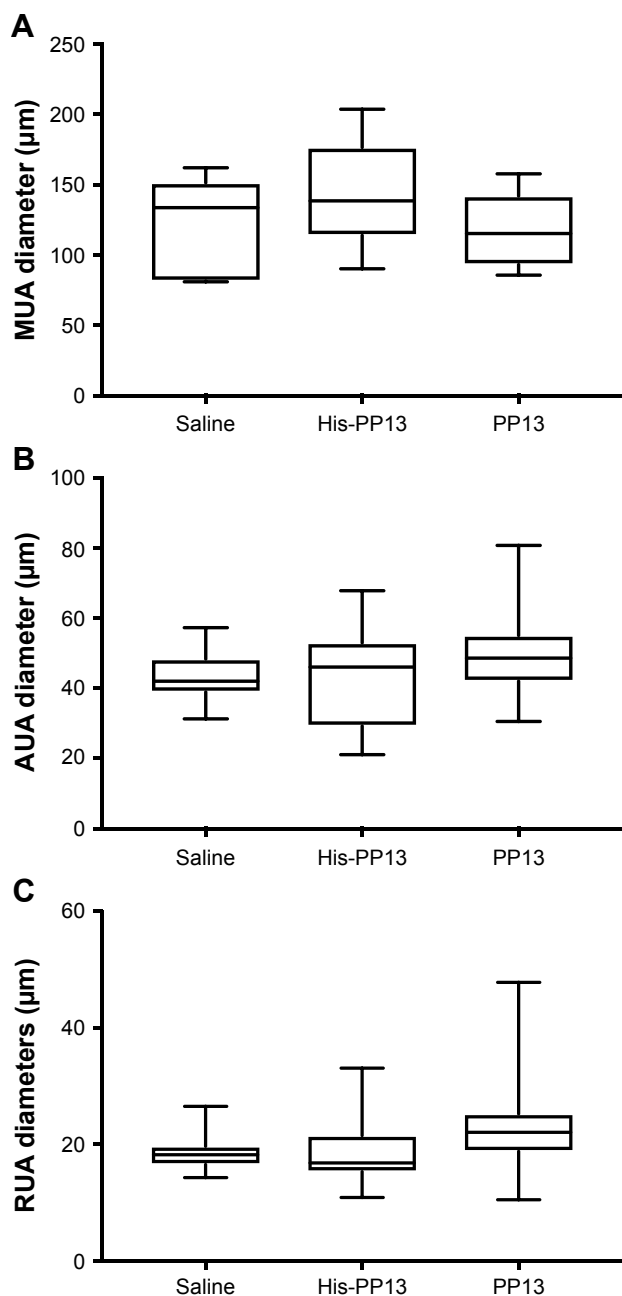 A
MUA diameter (µm)
250
200
150
100
50
0
Saline His-PP13 PP13
B
AUA diameter (µm)
100
80
60
40
20
0
Saline His-PP13 PP13
C
RUA diameters (µm)
60
40
20
0
Saline His-PP13 PP13